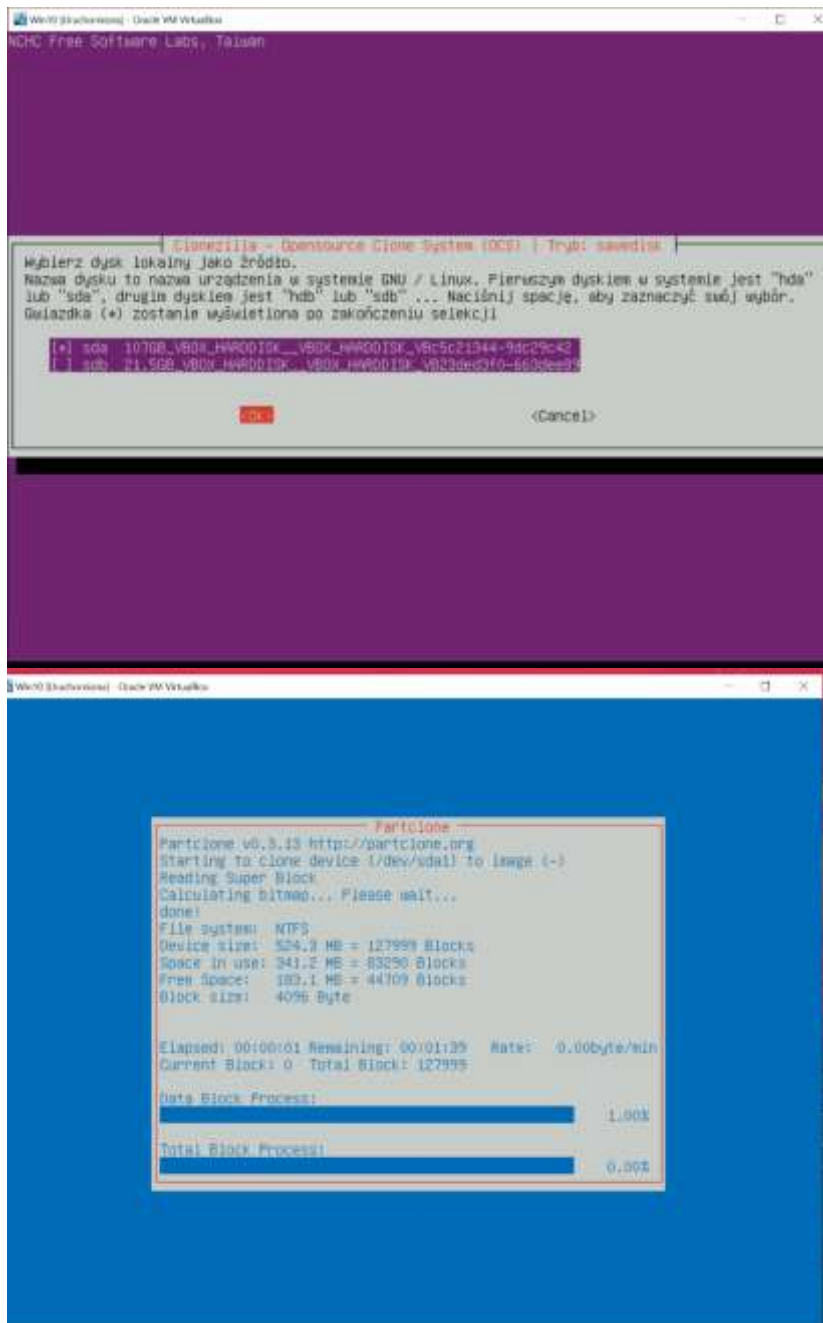 Win10 [Uruchomiona] - Oracle VM VirtualBox
NCHC Free Software Labs, Taiwan
Clonezilla - Opensource Clone System (OCS) | Tryb: savedisk
Wybierz dysk lokalny jako źródło.
Nazwa dysku to nazwa urządzenia w systemie GNU / Linux. Pierwszym dyskiem w systemie jest "hda"
lub "sda", drugim dyskiem jest "hdb" lub "sdb" ... Naciśnij spację, aby zaznaczyć swój wybór.
Gwiazdka (*) zostanie wyświetlona po zakończeniu selekcji
[*] sda 107GB_VBOX_HARDDISK__VBOX_HARDDISK_VBc5c21344-9dc29c42
[ ] sdb 21.5GB_VBOX_HARDDISK__VBOX_HARDDISK_VB23ded3f0-660dee89
<Ok>
<Cancel>
Win10 [Uruchomiona] - Oracle VM VirtualBox
Partclone
Partclone v0.3.13 http://partclone.org
Starting to clone device (/dev/sda1) to image (-)
Reading Super Block
Calculating bitmap... Please wait...
done!
File system: NTFS
Device size: 524.3 MB = 127999 Blocks
Space in use: 341.2 MB = 83290 Blocks
Free Space: 183.1 MB = 44709 Blocks
Block size: 4096 Byte
Elapsed: 00:00:01 Remaining: 00:01:39 Rate: 0.00byte/min
Current Block: 0 Total Block: 127999
Data Block Process:
1.00%
Total Block Process:
0.00%